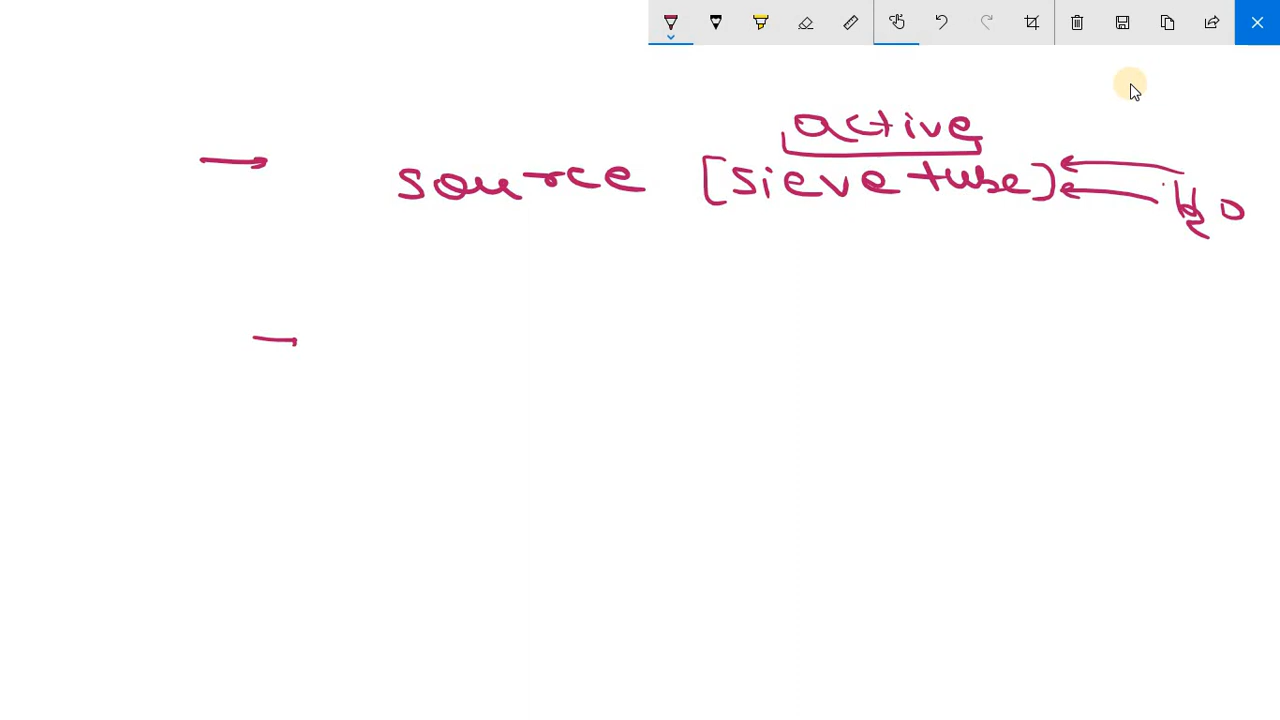 active
→ source [sieve tube] ← H2O